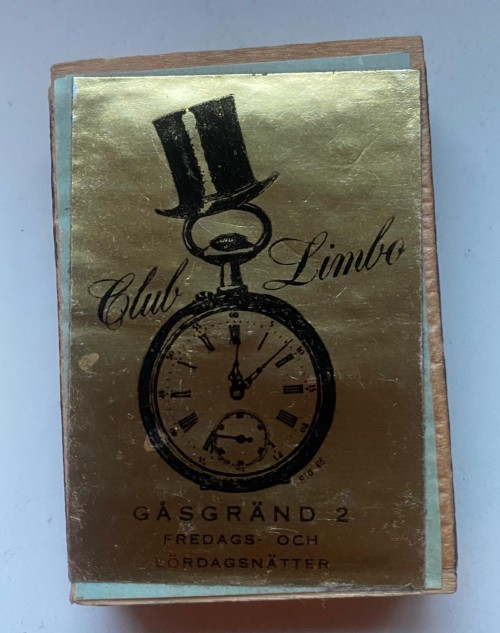 Club Limbo
GÅSGRÄND 2
FREDAGS- OCH
LÖRDAGSNÄTTER